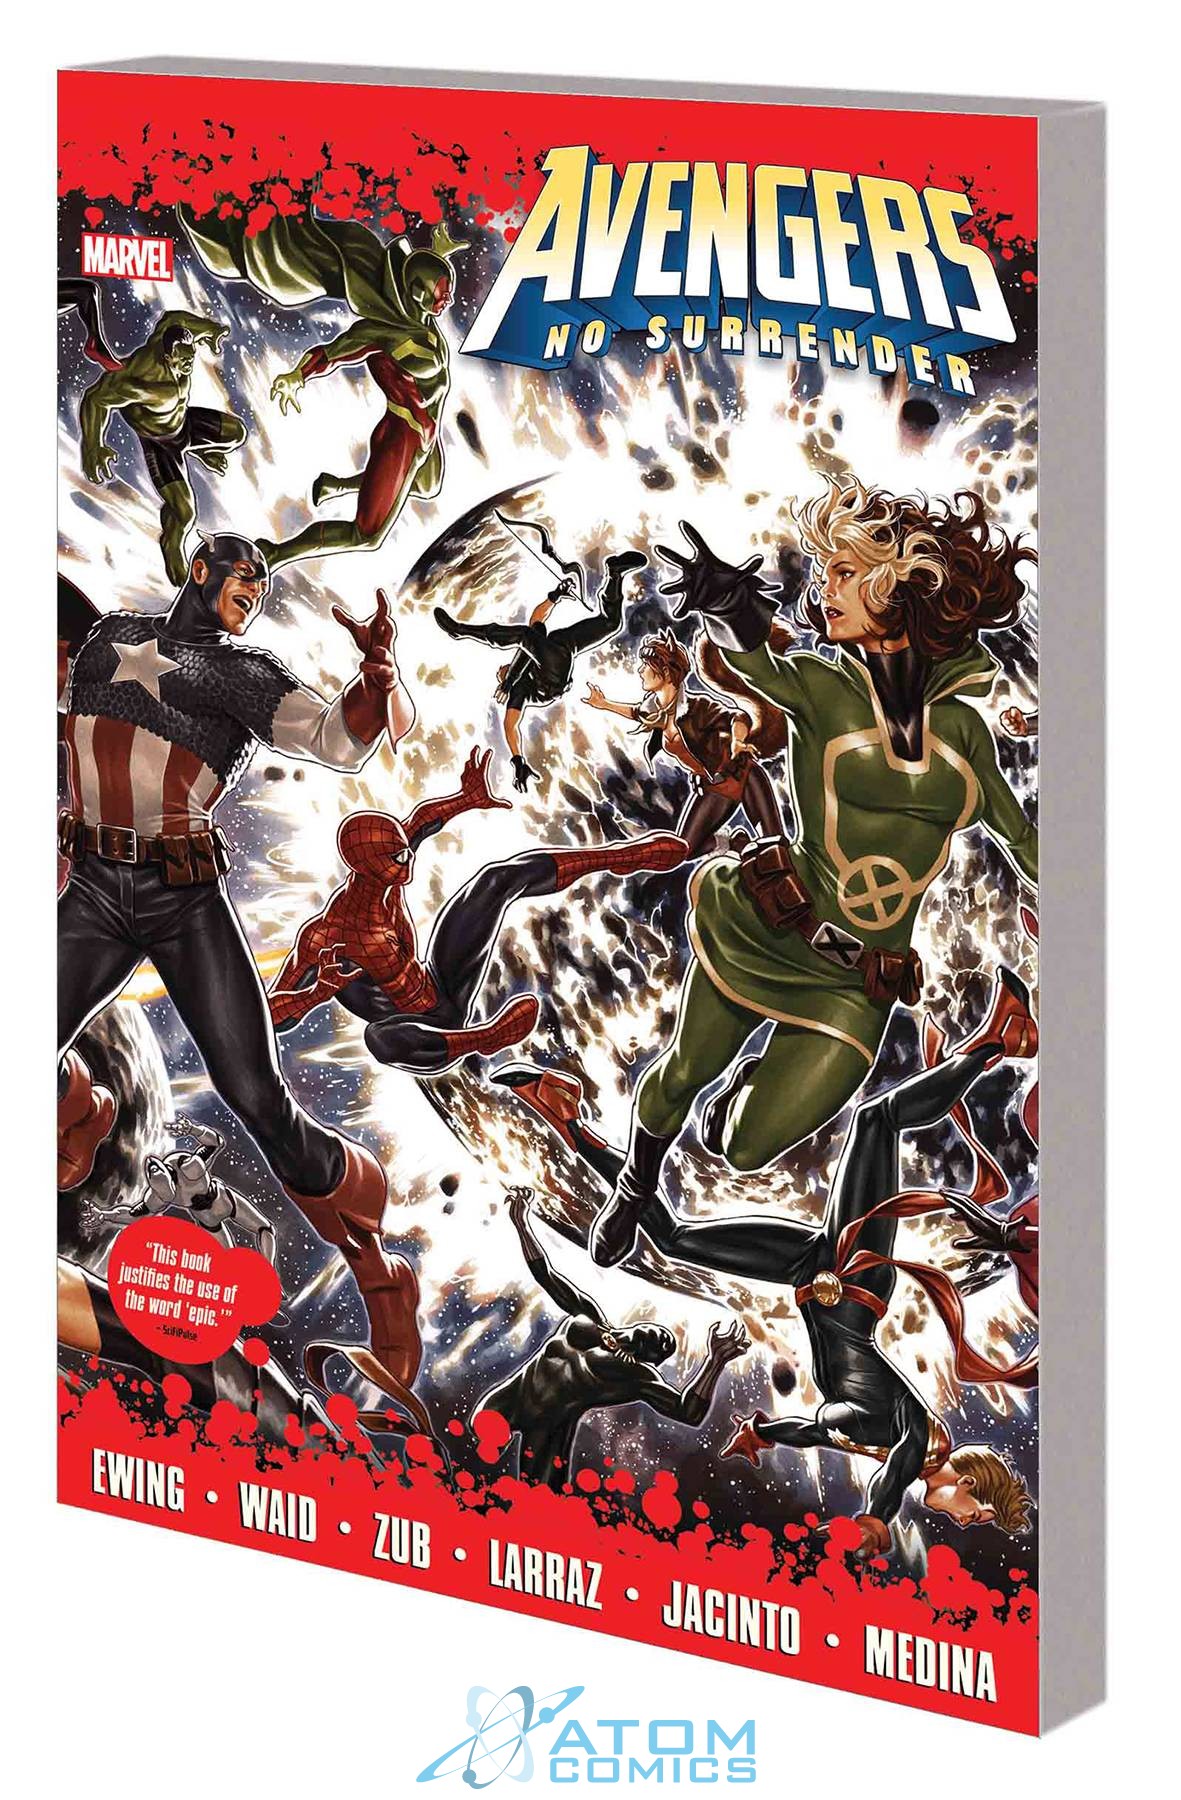 AVENGERS
NO SURRENDER
MARVEL
"This book
justifies the use of
the word 'epic.'"
- SciFiPulse
EWING • WAID • ZUB • LARRAZ • JACINTO • MEDINA
ATOM
COMICS